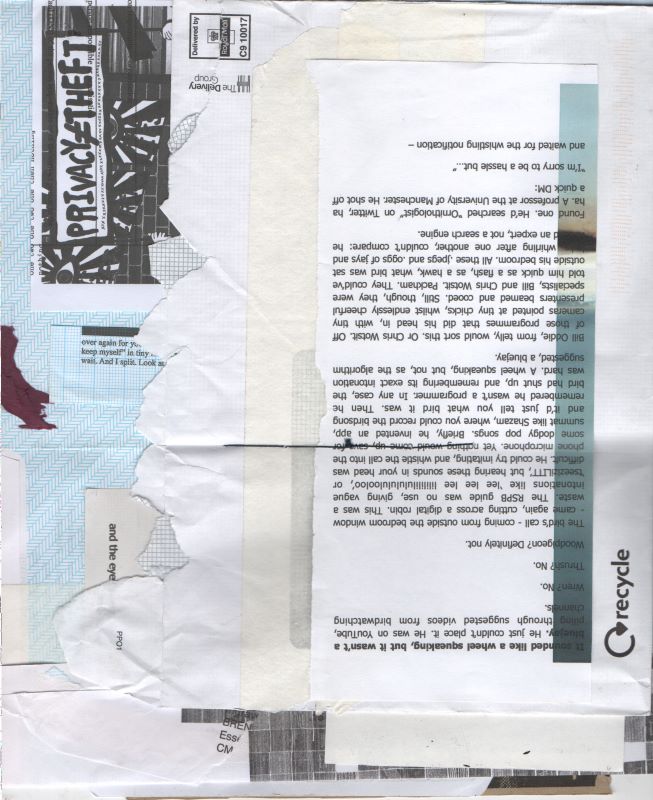 CM
Esse
BREN
recycle
It sounded like a wheel squeaking, but it wasn't a
bluejay. He just couldn't place it. He was on YouTube,
through suggested videos from birdwatching
channels.
Wren? No.
Thrush? No.
Woodpigeon? Definitely not.
The bird's call - coming from outside the bedroom window
- came again, cutting across a digital robin. This was a
waste. The RSPB guide was no use, giving vague
intonations like 'lee lee lee lilililililululululooloo', or
'tseeziziLITT', but hearing these sounds in your head was
difficult. He could try imitating, and whistle the call into the
phone microphone. Yet nothing would come up, save for
some dodgy pop songs. Briefly, he invented an app,
summat like Shazam, where you could record the birdsong
and it'd just tell you what bird it was. Then he
remembered he wasn't a programmer. In any case, the
bird had shut up, and remembering its exact intonation
was hard. A wheel squeaking, but not, as the algorithm
suggested, a bluejay.
Bill Oddie, from telly, would sort this. Or Chris Wotsit. Off
of those programmes that did his head in, with tiny
cameras pointed at tiny chicks, whilst endlessly cheerful
presenters beamed and cooed. Still, though, they were
specialists, Bill and Chris Wotsit. Packham. They could've
told him quick as a flash, as a hawk, what bird was sat
outside his bedroom. All these .jpegs and .oggs of jays and
whirling after one another, couldn't compare: he
an expert, not a search engine.
Found one. He'd searched "Ornithologist" on Twitter, ha
ha. A professor at the University of Manchester. He shot off
a quick DM:
"I'm sorry to be a hassle but..."
and waited for the whistling notification –
PPO1
and the eye
over again for you
keep myself" in tiny
wait. And I split. Look a
PRIVACY & THEFT
The Delivery
Group
Delivered by
Royal Mail
C9 10017